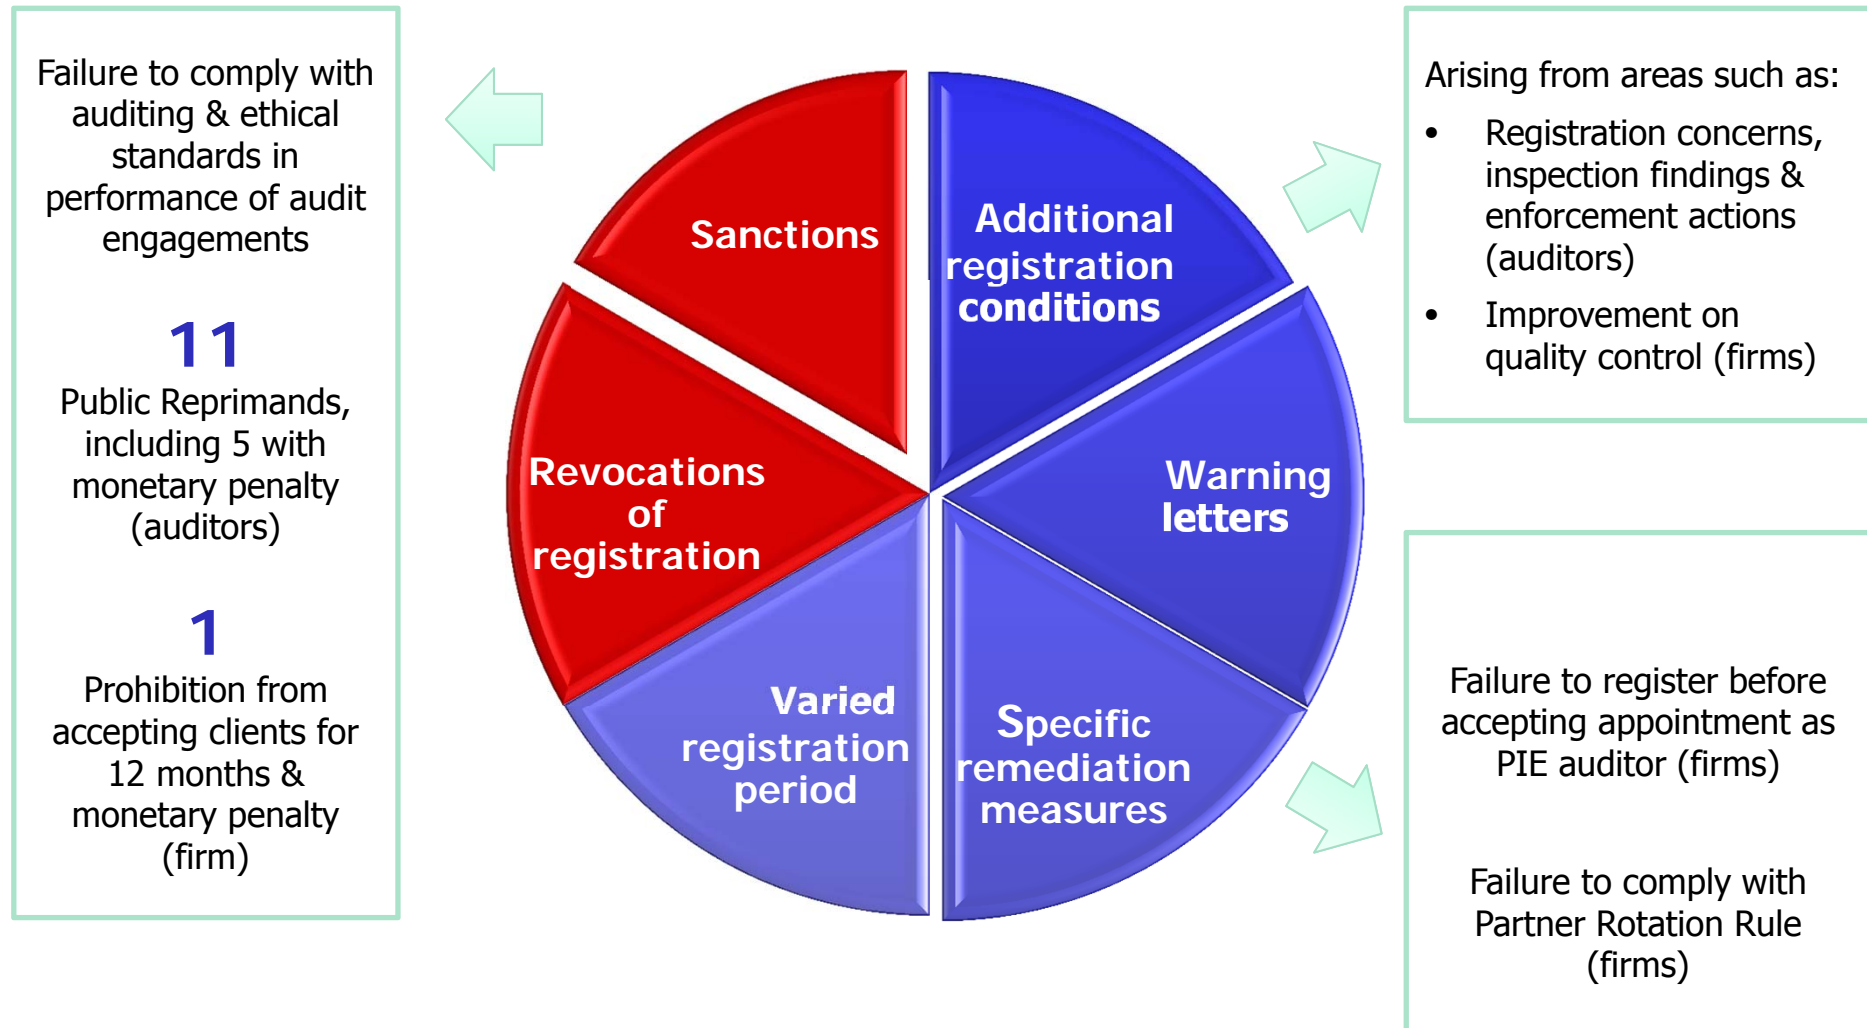 Failure to comply with
auditing & ethical
standards in
performance of audit
engagements
11
Public Reprimands,
including 5 with
monetary penalty
(auditors)
1
Prohibition from
accepting clients for
12 months &
monetary penalty
(firm)
Sanctions
Additional
registration
conditions
Revocations
of
registration
Warning
letters
Varied
registration
period
Specific
remediation
measures
Arising from areas such as:
• Registration concerns,
inspection findings &
enforcement actions
(auditors)
• Improvement on
quality control (firms)
Failure to register before
accepting appointment as
PIE auditor (firms)
Failure to comply with
Partner Rotation Rule
(firms)